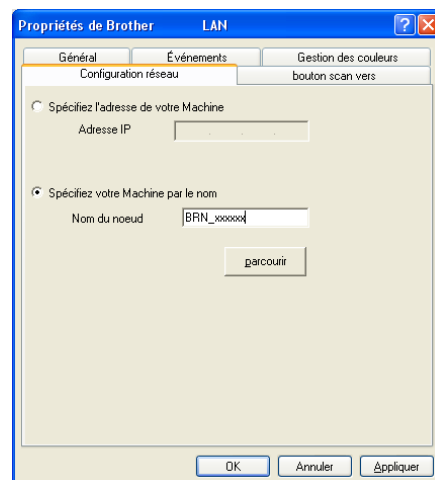 Propriétés de Brother LAN
Général Événements Gestion des couleurs
Configuration réseau bouton scan vers
Spécifiez l'adresse de votre Machine
Adresse IP . . .
Spécifiez votre Machine par le nom
Nom du noeud BRN_xxxxxx
parcourir
OK Annuler Appliquer